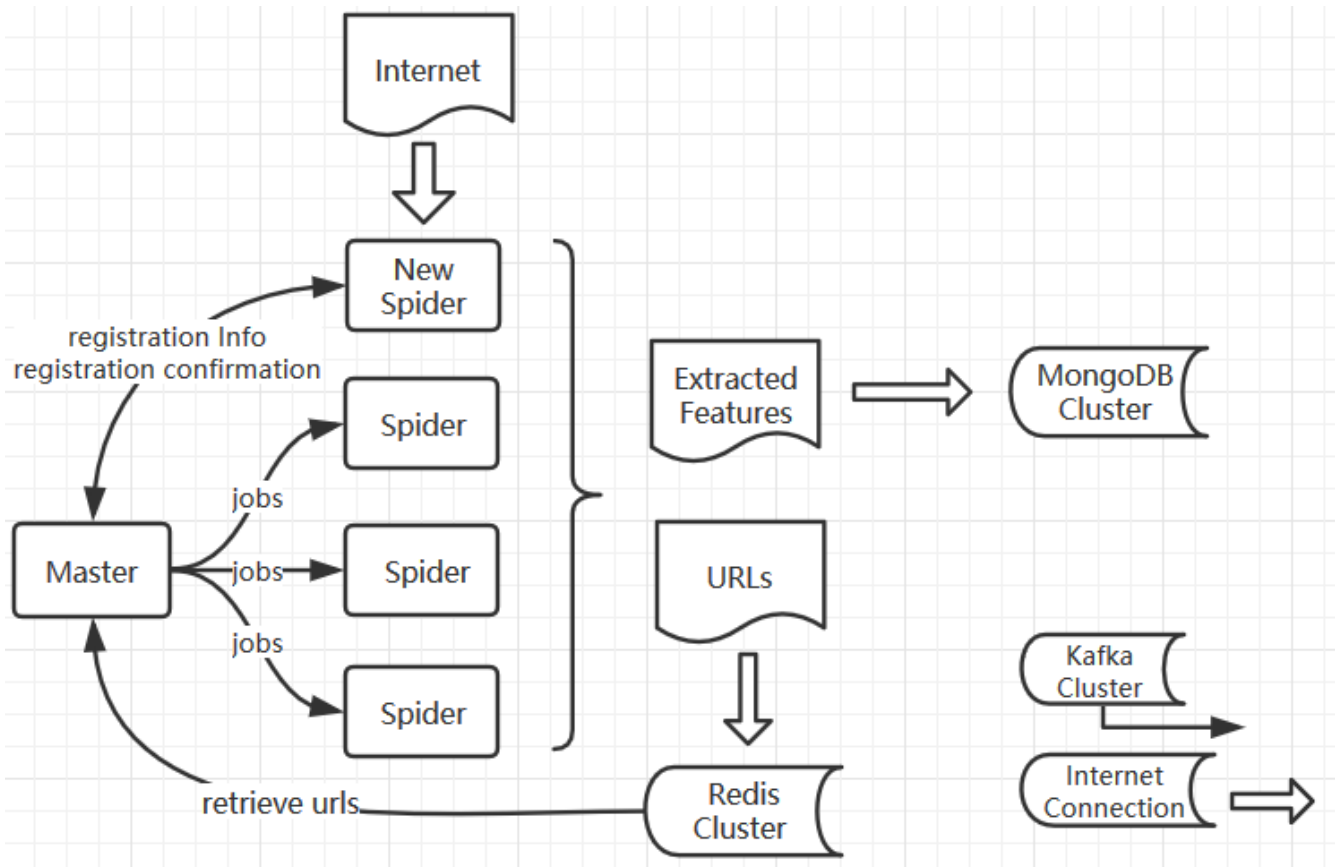 Internet
New
Spider
registration Info
registration confirmation
Extracted
Features
MongoDB
Cluster
Spider
jobs
Master
jobs
Spider
URLs
jobs
Spider
Kafka
Cluster
retrieve urls
Redis
Cluster
Internet
Connection